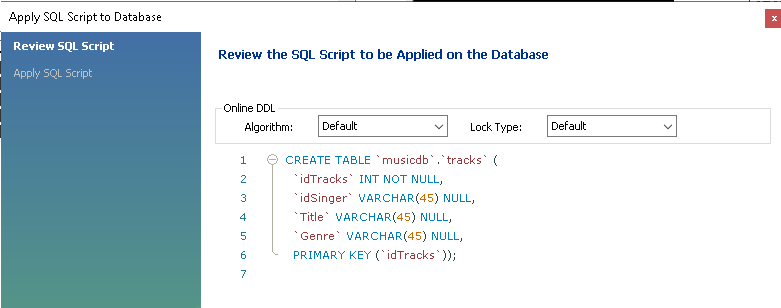 Apply SQL Script to Database
x
Review SQL Script
Apply SQL Script
Review the SQL Script to be Applied on the Database
Online DDL
Algorithm: Default Lock Type: Default
1 CREATE TABLE `musicdb`.`tracks` (
2 `idTracks` INT NOT NULL,
3 `idSinger` VARCHAR(45) NULL,
4 `Title` VARCHAR(45) NULL,
5 `Genre` VARCHAR(45) NULL,
6 PRIMARY KEY (`idTracks`));
7